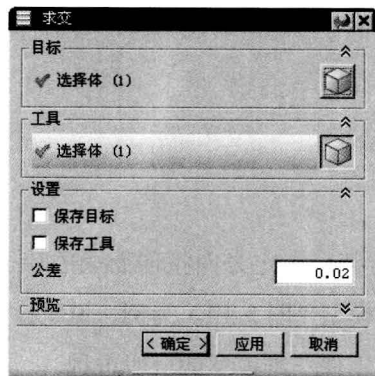 求交
目标
选择体 (1)
工具
选择体 (1)
设置
保存目标
保存工具
公差 0.02
预览
< 确定 > 应用 取消